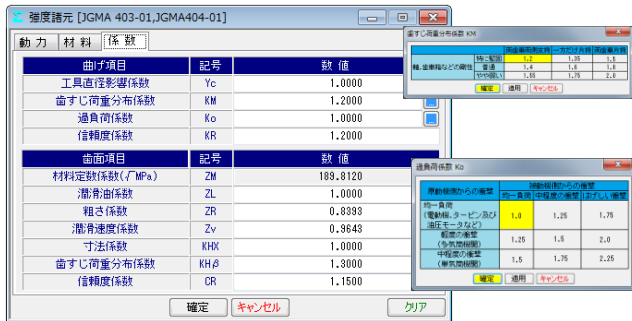 強度諸元 [JGMA 403-01,JGMA404-01]
動 力 材 料 係 数
曲げ項目 記号 数 値
工具直径影響係数 Yc 1.0000
歯すじ荷重分布係数 KM 1.2000
過負荷係数 Ko 1.0000
信頼度係数 KR 1.2000
歯面項目 記号 数 値
材料定数係数(√MPa) ZM 189.8120
潤滑油係数 ZL 1.0000
粗さ係数 ZR 0.8393
潤滑速度係数 Zv 0.9643
寸法係数 KHX 1.0000
歯すじ荷重分布係数 KHβ 1.3000
信頼度係数 CR 1.1500
確定 キャンセル クリア
歯すじ荷重分布係数 KM
両歯車両側支持 一方だけ片持 両歯車片持
軸、歯車箱などの剛性
特に堅固 1.2 1.35 1.5
普通 1.4 1.6 1.8
やや弱い 1.55 1.75 2.0
確定 適用 キャンセル
過負荷係数 Ko
原動機側からの衝撃 被動機側からの衝撃
均一負荷 中程度の衝撃 はげしい衝撃
均一負荷
(電動機、タービン及び
油圧モータなど)
1.0 1.25 1.75
軽度の衝撃
(多気筒機関)
1.25 1.5 2.0
中程度の衝撃
(単気筒機関)
1.5 1.75 2.25
確定 適用 キャンセル